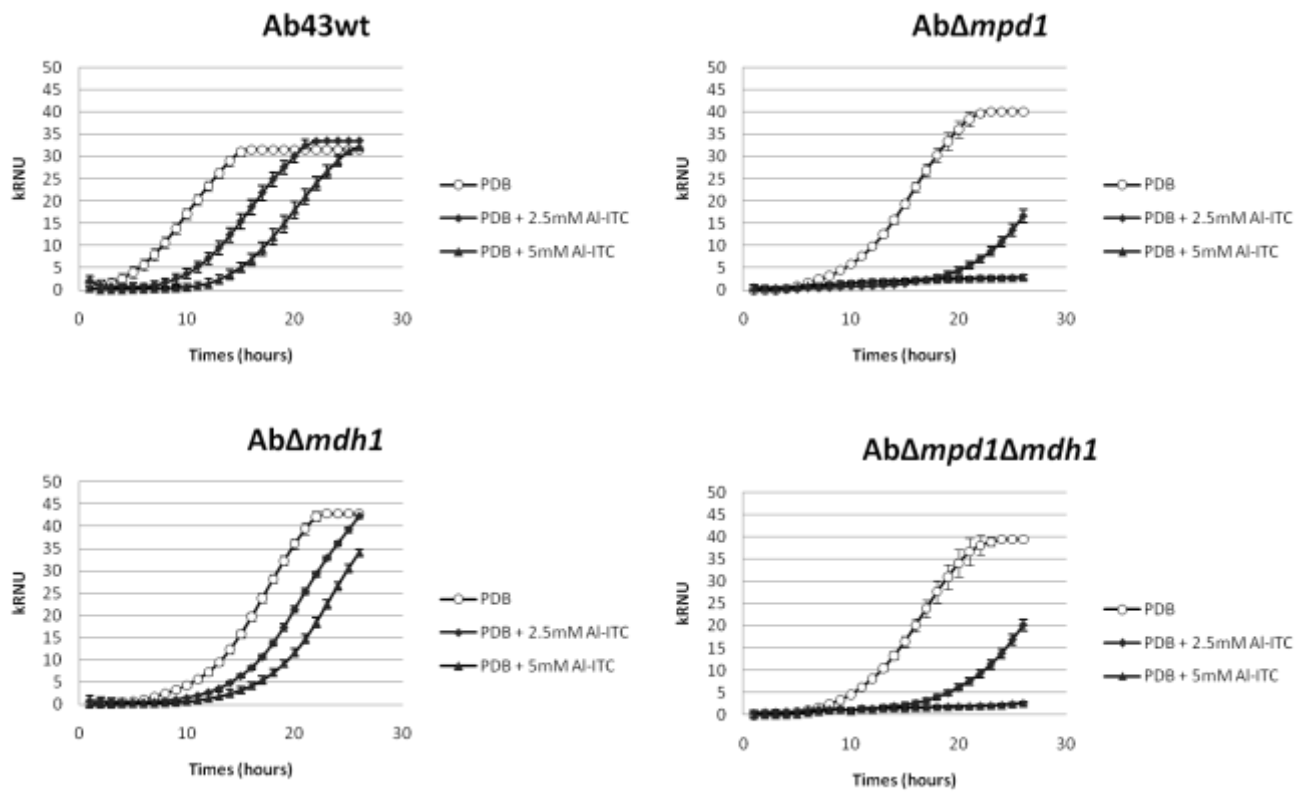 Ab43wt
50
45
40
35
30
25
20
15
10
5
0
kRNU
0 10 20 30
Times (hours)
PDB
PDB + 2.5mM Al-ITC
PDB + 5mM Al-ITC
AbΔmpd1
50
45
40
35
30
25
20
15
10
5
0
kRNU
0 10 20 30
Times (hours)
PDB
PDB + 2.5mM Al-ITC
PDB + 5mM Al-ITC
AbΔmdh1
50
45
40
35
30
25
20
15
10
5
0
kRNU
0 10 20 30
Times (hours)
PDB
PDB + 2.5mM Al-ITC
PDB + 5mM Al-ITC
AbΔmpd1Δmdh1
50
45
40
35
30
25
20
15
10
5
0
kRNU
0 10 20 30
Times (hours)
PDB
PDB + 2.5mM Al-ITC
PDB + 5mM Al-ITC